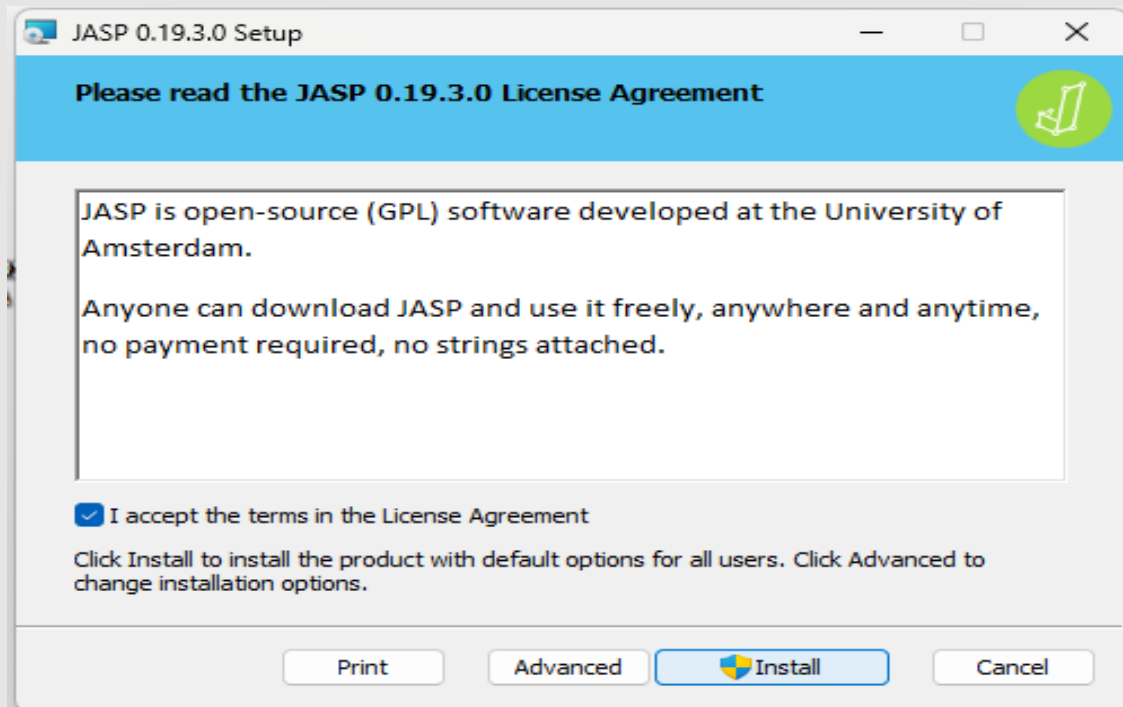 JASP 0.19.3.0 Setup
Please read the JASP 0.19.3.0 License Agreement
JASP is open-source (GPL) software developed at the University of
Amsterdam.
Anyone can download JASP and use it freely, anywhere and anytime,
no payment required, no strings attached.
I accept the terms in the License Agreement
Click Install to install the product with default options for all users. Click Advanced to
change installation options.
Print Advanced Install Cancel